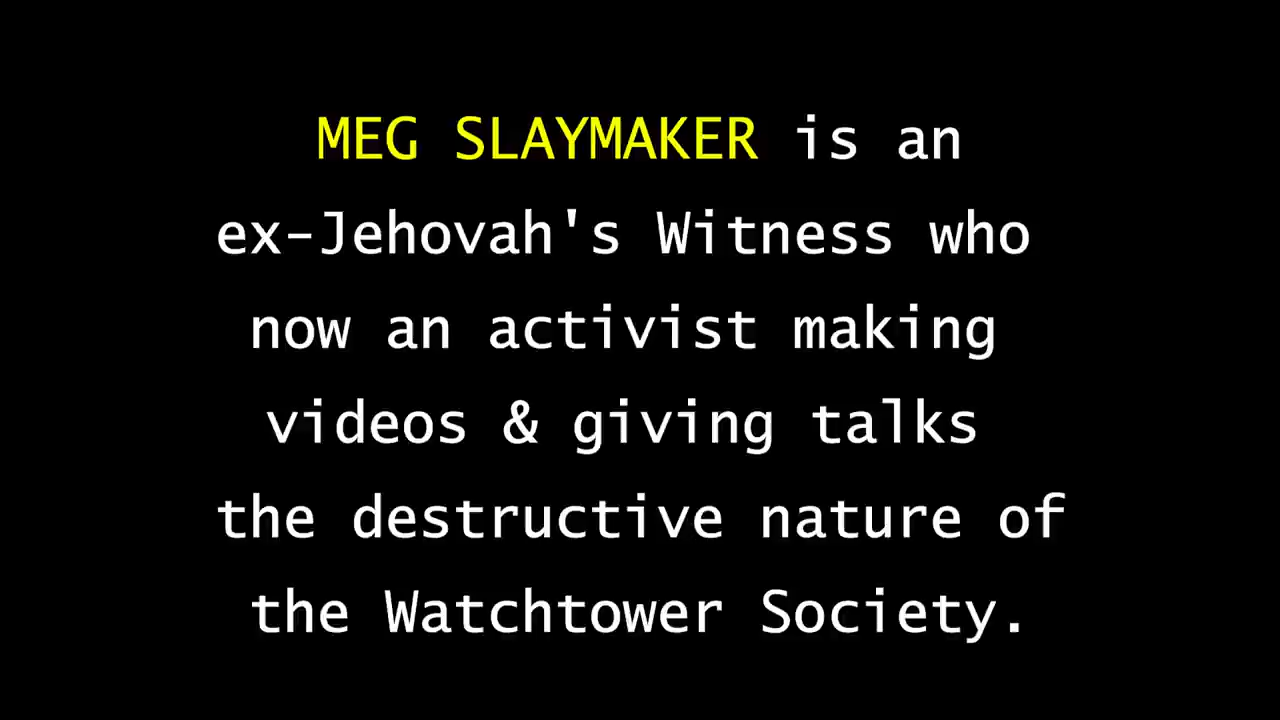 MEG SLAYMAKER is an
ex-Jehovah's Witness who
now an activist making
videos & giving talks
the destructive nature of
the Watchtower Society.